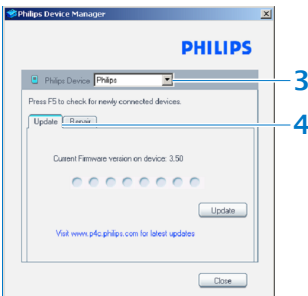 Philips Device Manager
PHILIPS
Philips Device: Philips
3
Press F5 to check for newly connected devices.
Update Repair
4
Current Firmware version on device: 3.50
Update
Visit www.p4c.philips.com for latest updates
Close